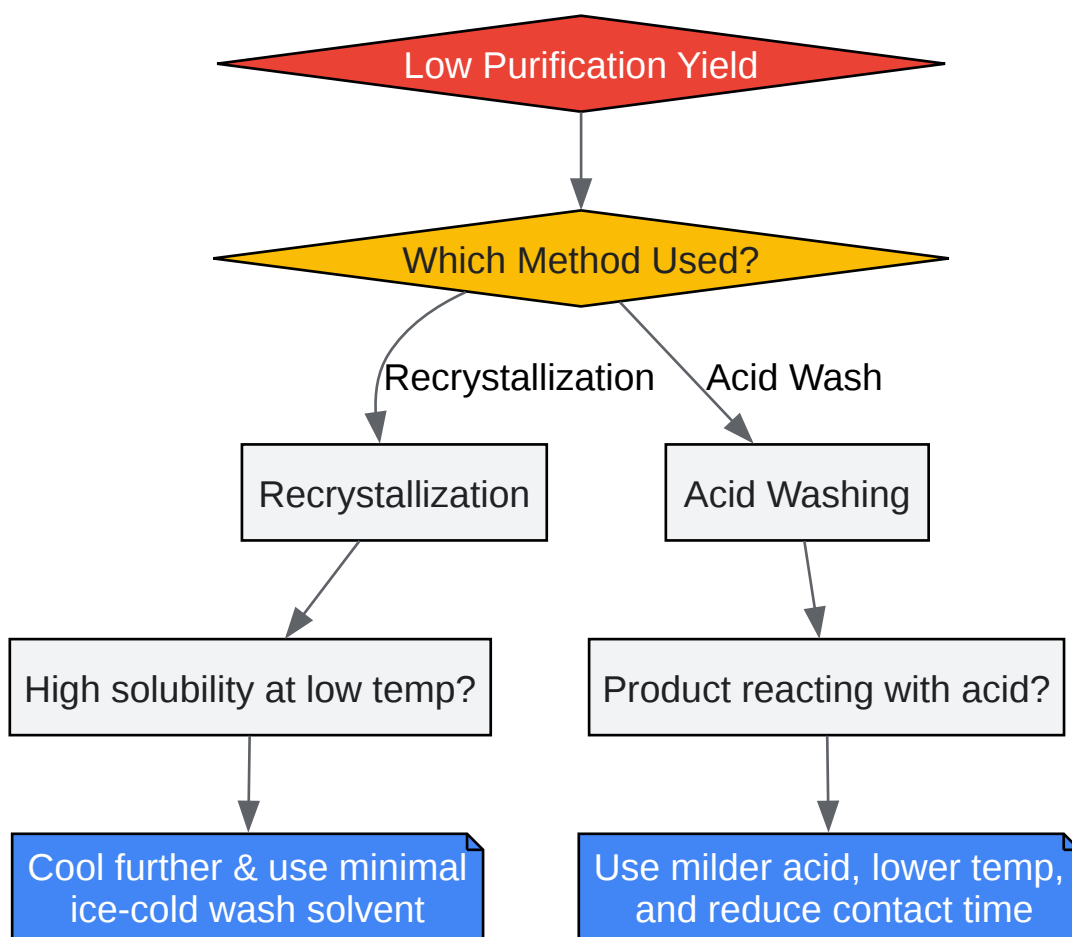 Low Purification Yield
Which Method Used?
Recrystallization
Acid Wash
Recrystallization
Acid Washing
High solubility at low temp?
Product reacting with acid?
Cool further & use minimal
ice-cold wash solvent
Use milder acid, lower temp,
and reduce contact time